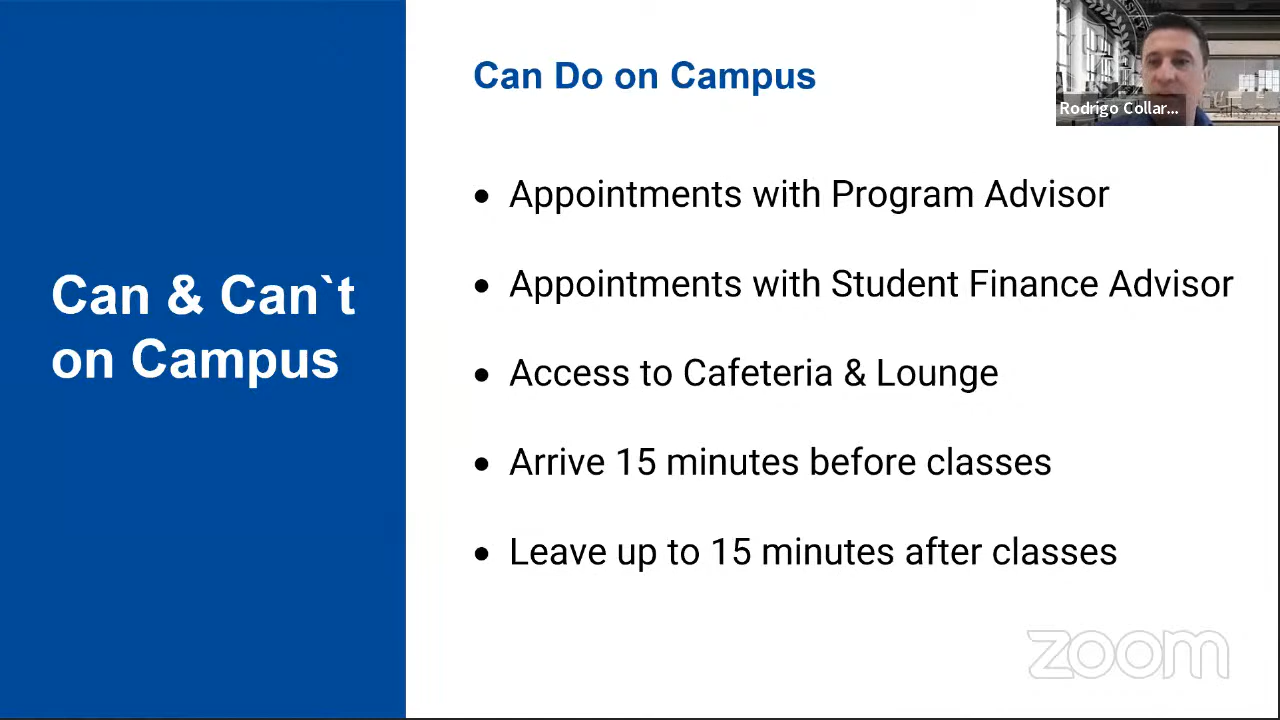 Can & Can`t
on Campus
Can Do on Campus
• Appointments with Program Advisor
• Appointments with Student Finance Advisor
• Access to Cafeteria & Lounge
• Arrive 15 minutes before classes
• Leave up to 15 minutes after classes
Rodrigo Collar...
zoom